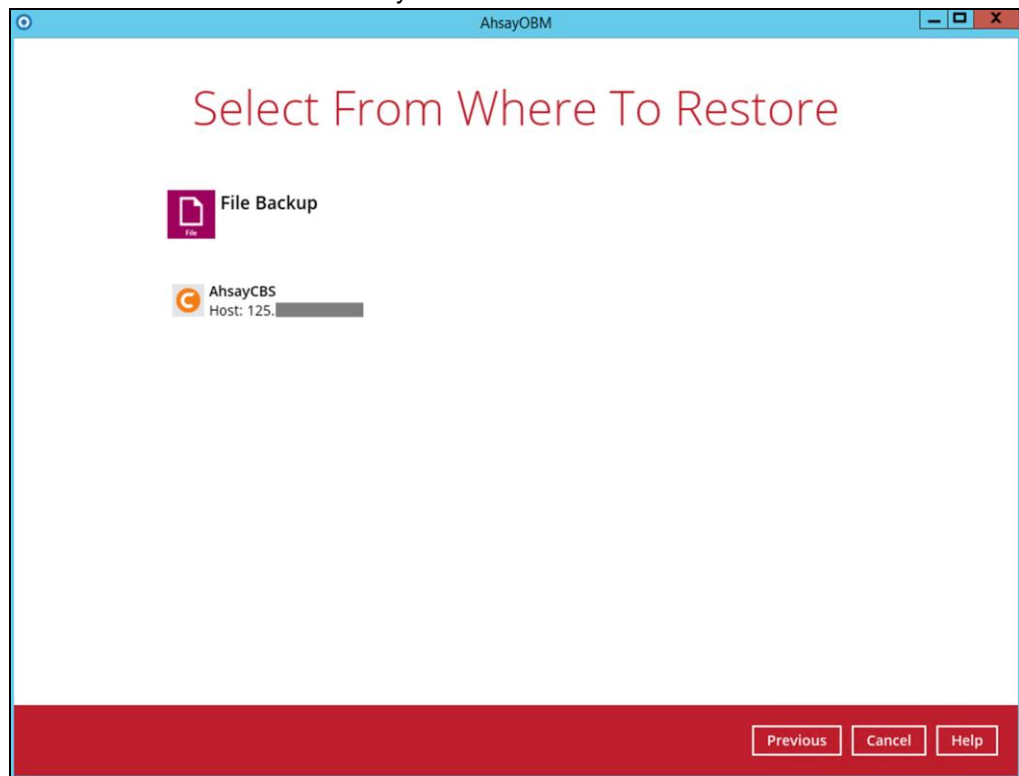 AhsayOBM
Select From Where To Restore
File Backup
File
AhsayCBS
Host: 125.
Previous Cancel Help